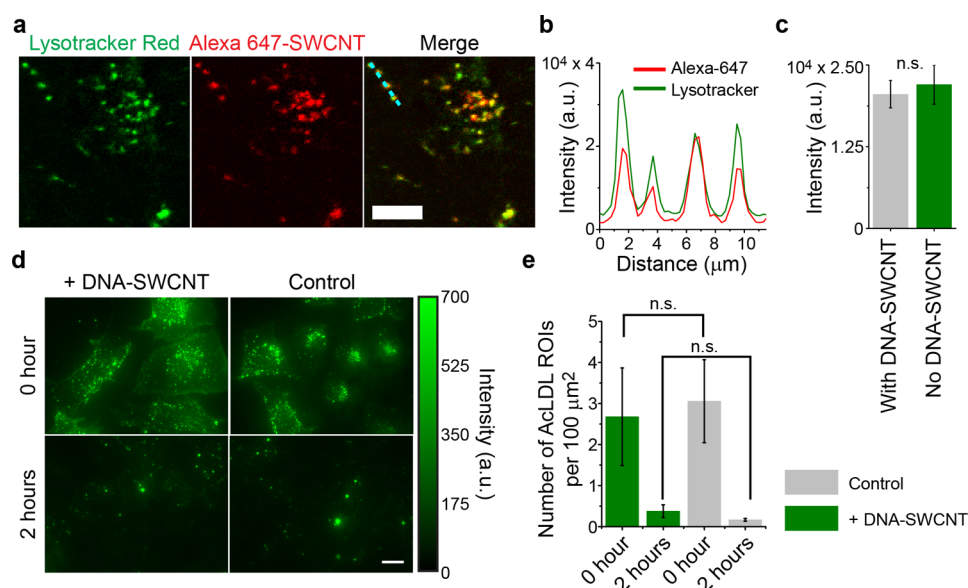 a
Lysotracker Red
Alexa 647-SWCNT
Merge
b
10⁴ x 4
2
0
Intensity (a.u.)
Alexa-647
Lysotracker
0 2 4 6 8 10
Distance (μm)
c
10⁴ x 2.50
1.25
0
Intensity (a.u.)
n.s.
With DNA-SWCNT
No DNA-SWCNT
d
+ DNA-SWCNT
Control
0 hour
2 hours
700
525
350
175
0
Intensity (a.u.)
e
n.s.
n.s.
5
4
3
2
1
0
Number of AcLDL ROIs
per 100 μm²
0 hour
2 hours
0 hour
2 hours
Control
+ DNA-SWCNT